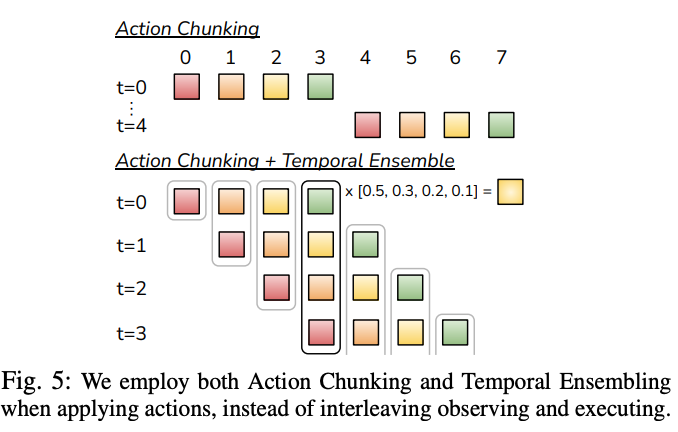 Action Chunking
0 1 2 3 4 5 6 7
t=0
⋮
t=4
Action Chunking + Temporal Ensemble
t=0 x [0.5, 0.3, 0.2, 0.1] =
t=1
t=2
t=3
Fig. 5: We employ both Action Chunking and Temporal Ensembling
when applying actions, instead of interleaving observing and executing.